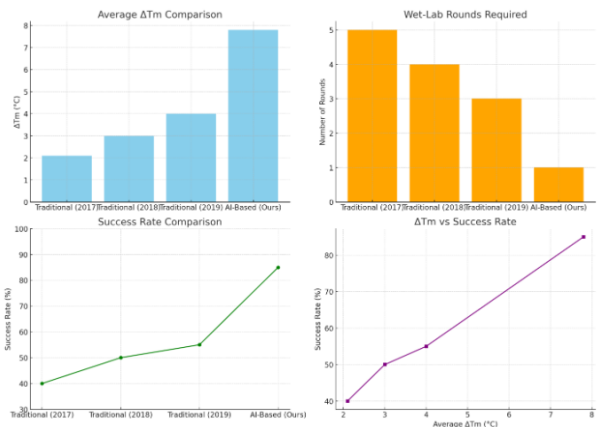 Average ΔTm Comparison
ΔTm (°C)
8
7
6
5
4
3
2
1
0
Traditional (2017) Traditional (2018) Traditional (2019) AI-Based (Ours)
Wet-Lab Rounds Required
Number of Rounds
5
4
3
2
1
0
Traditional (2017) Traditional (2018) Traditional (2019) AI-Based (Ours)
Success Rate Comparison
Success Rate (%)
100
90
80
70
60
50
40
30
Traditional (2017) Traditional (2018) Traditional (2019) AI-Based (Ours)
ΔTm vs Success Rate
Success Rate (%)
80
70
60
50
40
2 3 4 5 6 7 8
Average ΔTm (°C)